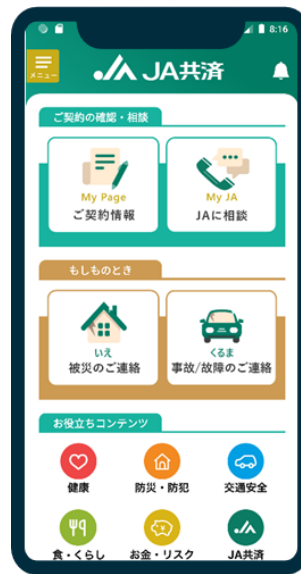 8:16
メニュー
JA共済
ご契約の確認・相談
My Page
ご契約情報
My JA
JAに相談
もしものとき
いえ
被災のご連絡
くるま
事故/故障のご連絡
お役立ちコンテンツ
健康
防災・防犯
交通安全
食・くらし
お金・リスク
JA共済